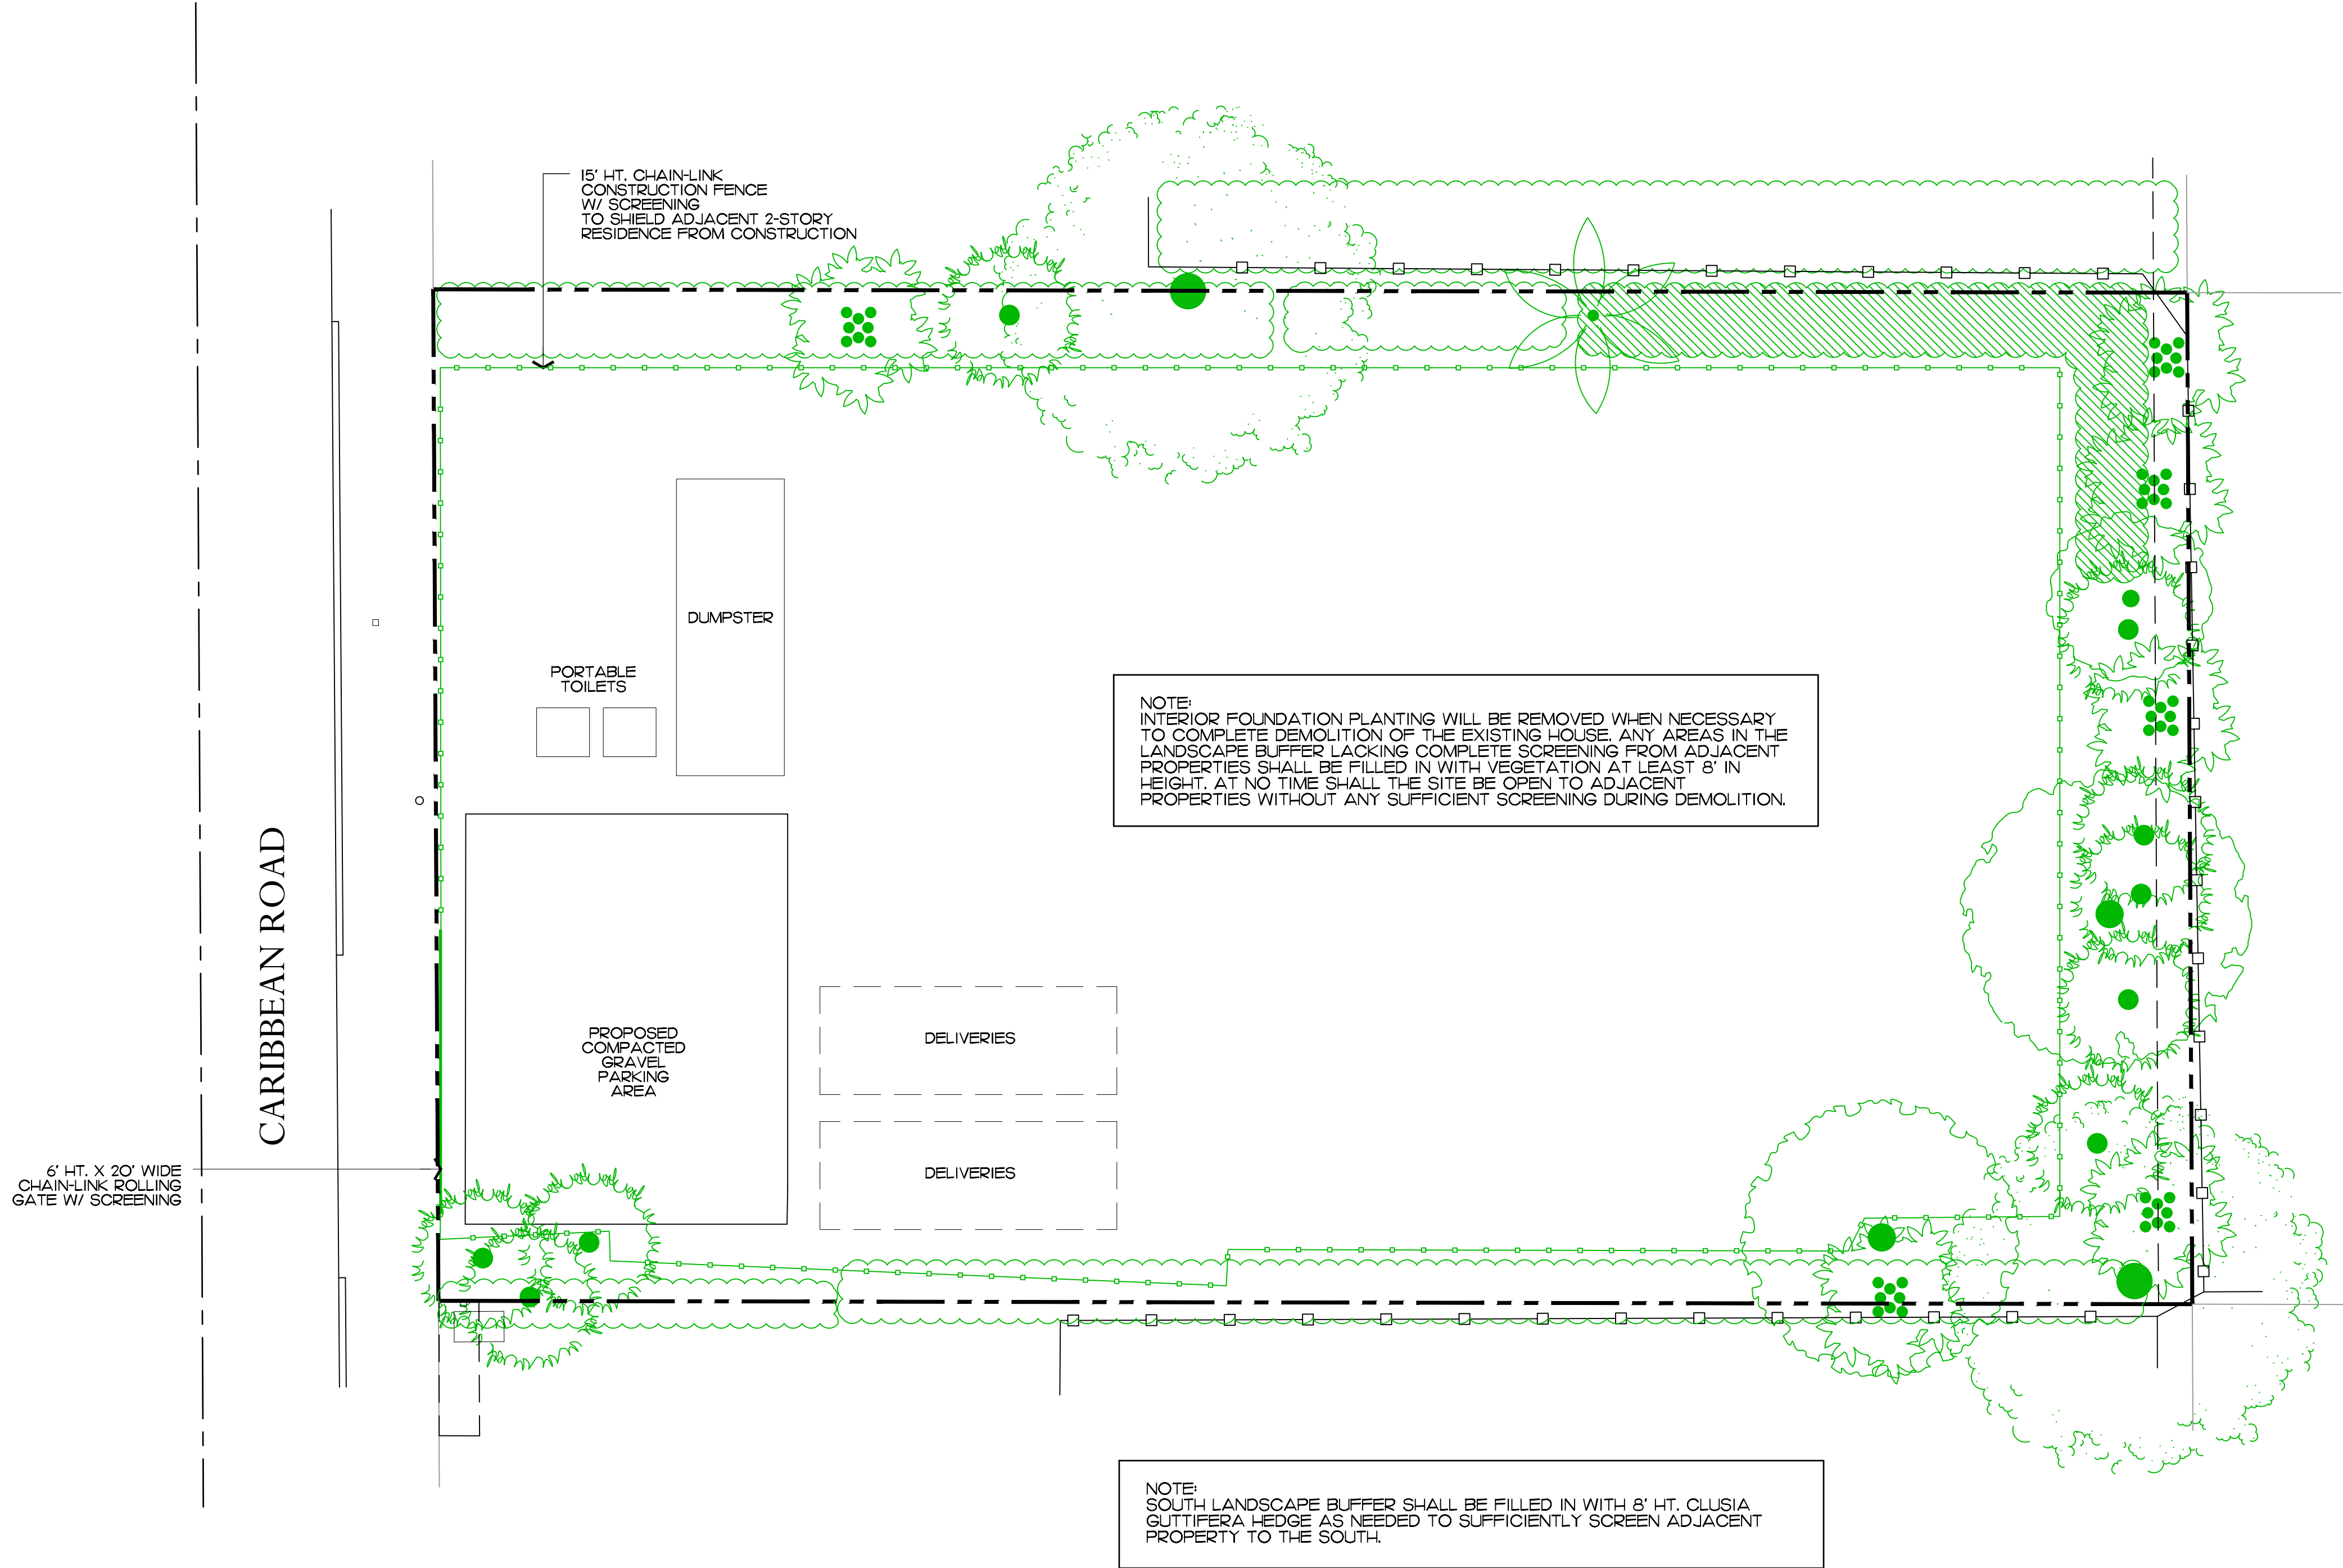 15' HT. CHAIN-LINK
CONSTRUCTION FENCE
W/ SCREENING
TO SHIELD ADJACENT 2-STORY
RESIDENCE FROM CONSTRUCTION
DUMPSTER
PORTABLE
TOILETS
NOTE:
INTERIOR FOUNDATION PLANTING WILL BE REMOVED WHEN NECESSARY
TO COMPLETE DEMOLITION OF THE EXISTING HOUSE. ANY AREAS IN THE
LANDSCAPE BUFFER LACKING COMPLETE SCREENING FROM ADJACENT
PROPERTIES SHALL BE FILLED IN WITH VEGETATION AT LEAST 8' IN
HEIGHT. AT NO TIME SHALL THE SITE BE OPEN TO ADJACENT
PROPERTIES WITHOUT ANY SUFFICIENT SCREENING DURING DEMOLITION.
CARIBBEAN ROAD
PROPOSED
COMPACTED
GRAVEL
PARKING
AREA
DELIVERIES
DELIVERIES
6' HT. X 20' WIDE
CHAIN-LINK ROLLING
GATE W/ SCREENING
NOTE:
SOUTH LANDSCAPE BUFFER SHALL BE FILLED IN WITH 8' HT. CLUSIA
GUTTIFERA HEDGE AS NEEDED TO SUFFICIENTLY SCREEN ADJACENT
PROPERTY TO THE SOUTH.